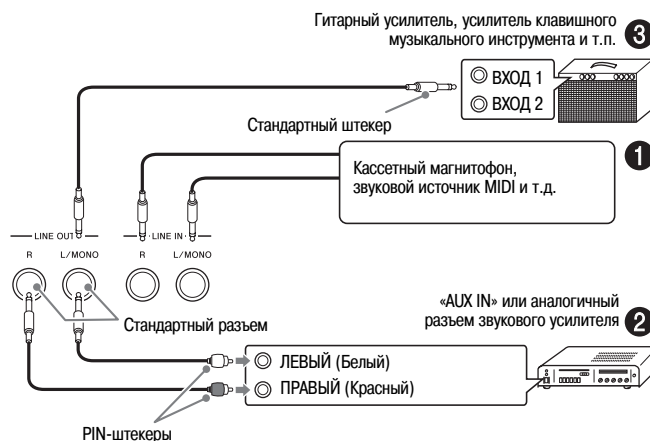 Гитарный усилитель, усилитель клавишного
музыкального инструмента и т.п.
3
ВХОД 1
ВХОД 2
Стандартный штекер
1
Кассетный магнитофон,
звуковой источник MIDI и т.д.
LINE OUT
LINE IN
R
L/MONO
R
L/MONO
Стандартный разъем
«AUX IN» или аналогичный
разъем звукового усилителя
2
ЛЕВЫЙ (Белый)
ПРАВЫЙ (Красный)
PIN-штекеры